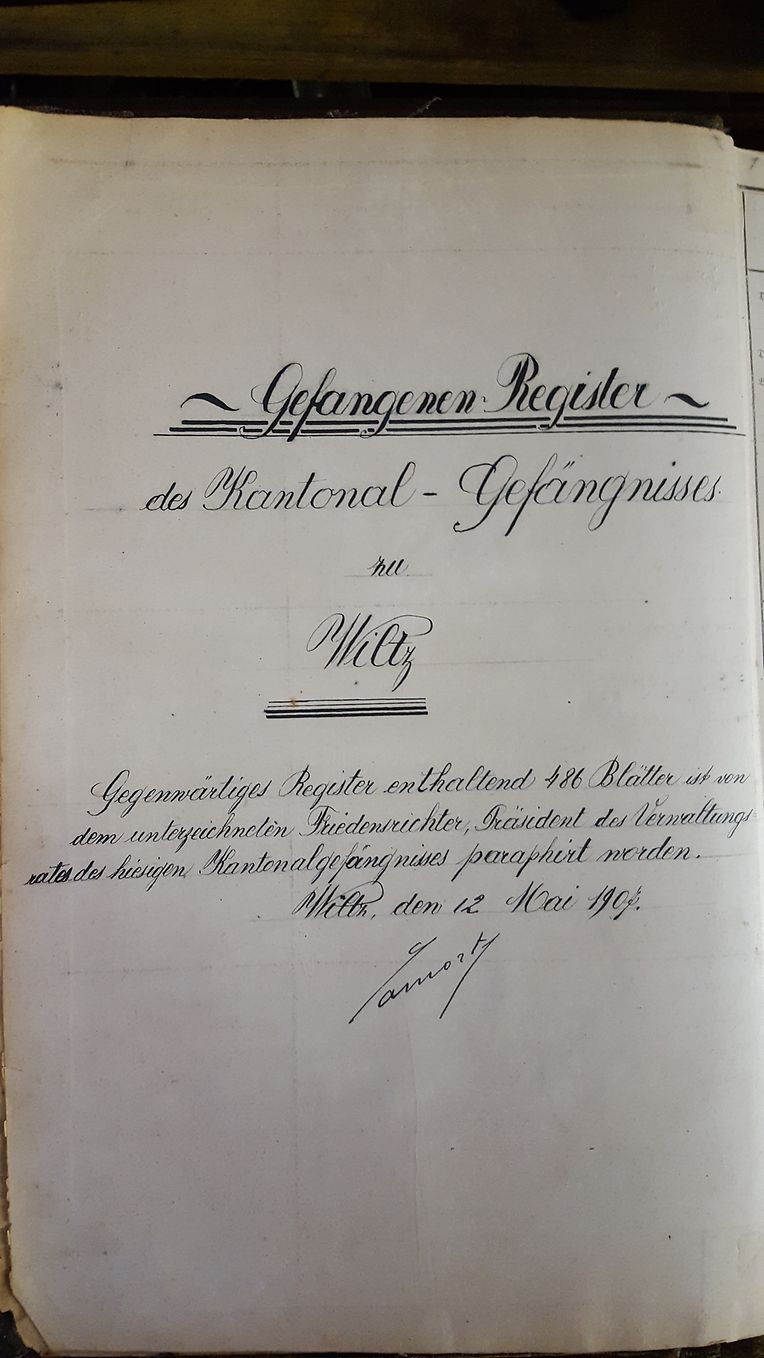 ~ Gefangenen-Register ~
des Kantonal - Gefängnisses
zu
Wiltz
Gegenwärtiges Register enthaltend 486 Blätter ist von
dem unterzeichneten Friedensrichter, Präsident des Verwaltungs-
rates des hiesigen Kantonalgefängnisses paraphirt worden.
Wiltz, den 12 Mai 1907.